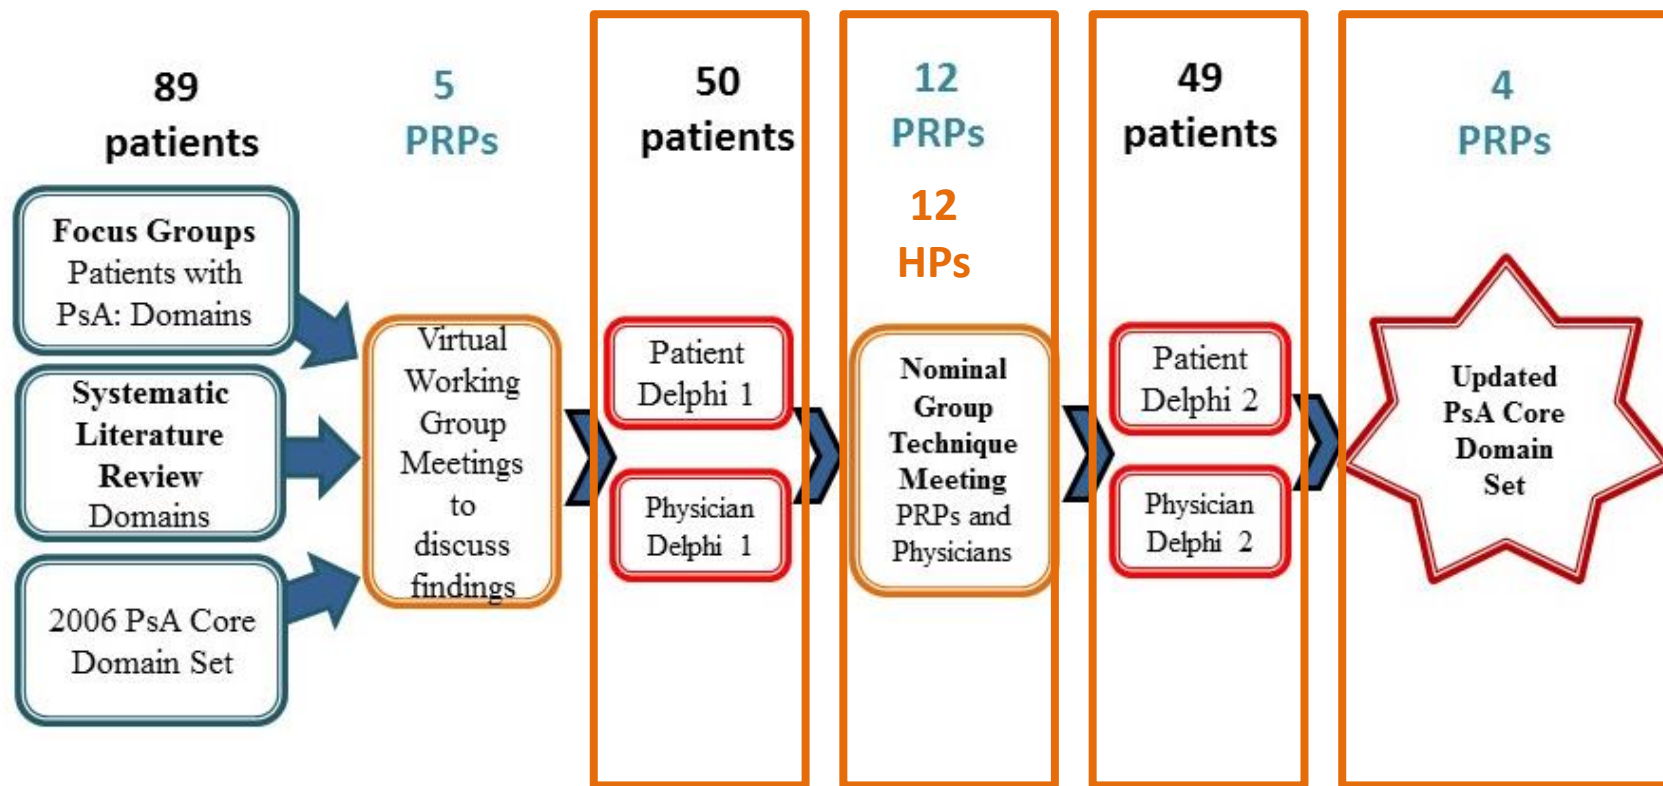 89
patients
5
PRPs
50
patients
12
PRPs
12
HPs
49
patients
4
PRPs
Focus Groups
Patients with
PsA: Domains
Systematic
Literature
Review
Domains
2006 PsA Core
Domain Set
Virtual
Working
Group
Meetings
to
discuss
findings
Patient
Delphi 1
Physician
Delphi 1
Nominal
Group
Technique
Meeting
PRPs and
Physicians
Patient
Delphi 2
Physician
Delphi 2
Updated
PsA Core
Domain
Set